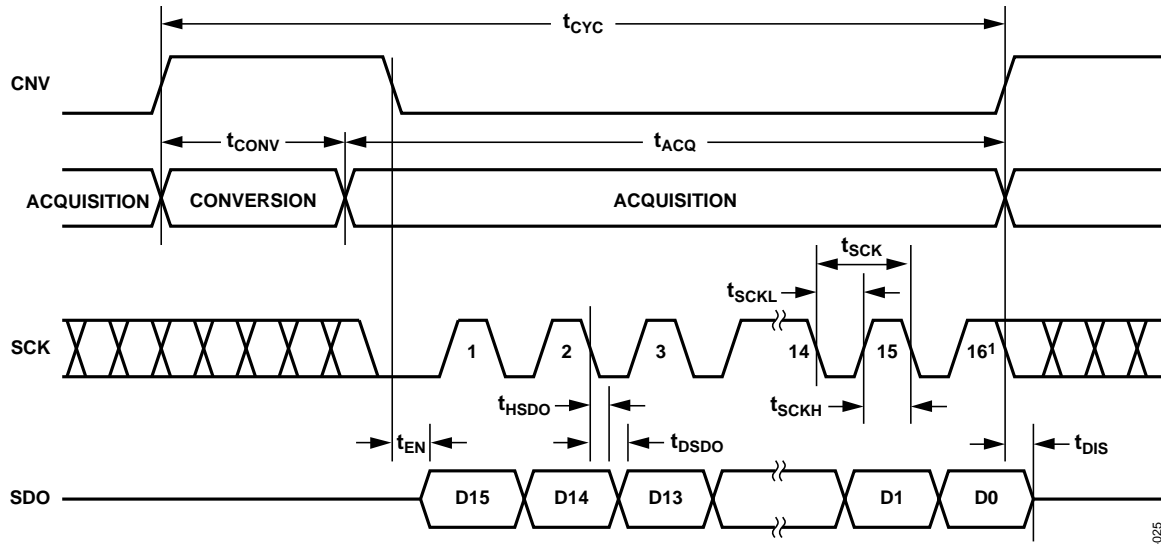 tCYC
CNV
tCONV
tACQ
ACQUISITION
CONVERSION
ACQUISITION
tSCK
tSCKL
SCK
1
2
3
14
15
16¹
tHSDO
tSCKH
tEN
tDSDO
tDIS
SDO
D15
D14
D13
D1
D0
025